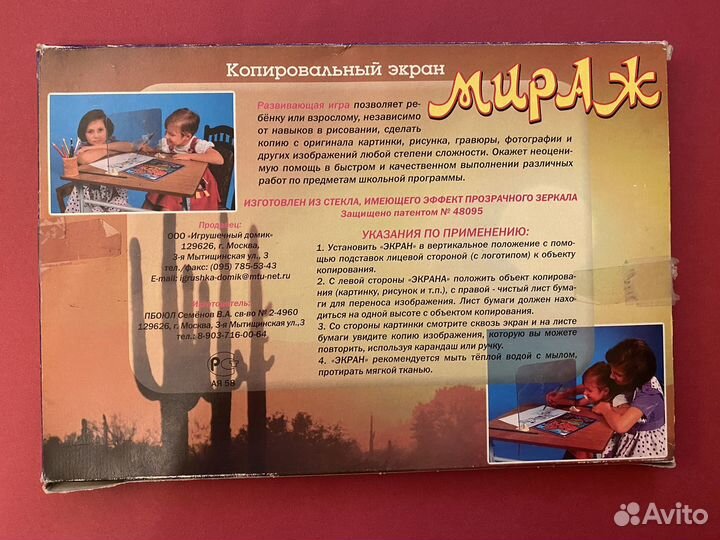 Копировальный экран
МИРАЖ
Развивающая игра позволяет ре-
бёнку или взрослому, независимо
от навыков в рисовании, сделать
копию с оригинала картинки, рисунка, гравюры, фотографии и
других изображений любой степени сложности. Окажет неоцени-
мую помощь в быстром и качественном выполнении различных
работ по предметам школьной программы.
ИЗГОТОВЛЕН ИЗ СТЕКЛА, ИМЕЮЩЕГО ЭФФЕКТ ПРОЗРАЧНОГО ЗЕРКАЛА
Защищено патентом № 48095
Продавец:
ООО «Игрушечный домик»
129626, г. Москва,
3-я Мытищинская ул., 3
тел./факс: (095) 785-53-43
E-mail: igrushka-domik@mtu-net.ru
Изготовитель:
ПБОЮЛ Семёнов В.А. св-во № 2-4960
129626, г. Москва, 3-я Мытищинская ул.,3
тел.: 8-903-716-00-64
РСТ
АЯ 58
УКАЗАНИЯ ПО ПРИМЕНЕНИЮ:
1. Установить «ЭКРАН» в вертикальное положение с помо-
щью подставок лицевой стороной (с логотипом) к объекту
копирования.
2. С левой стороны «ЭКРАНА» положить объект копирова-
ния (картинку, рисунок и т.п.), с правой - чистый лист бума-
ги для переноса изображения. Лист бумаги должен нахо-
диться на одной высоте с объектом копирования.
3. Со стороны картинки смотрите сквозь экран и на листе
бумаги увидите копию изображения, которую вы можете
повторить, используя карандаш или ручку.
4. «ЭКРАН» рекомендуется мыть тёплой водой с мылом,
протирать мягкой тканью.
Avito